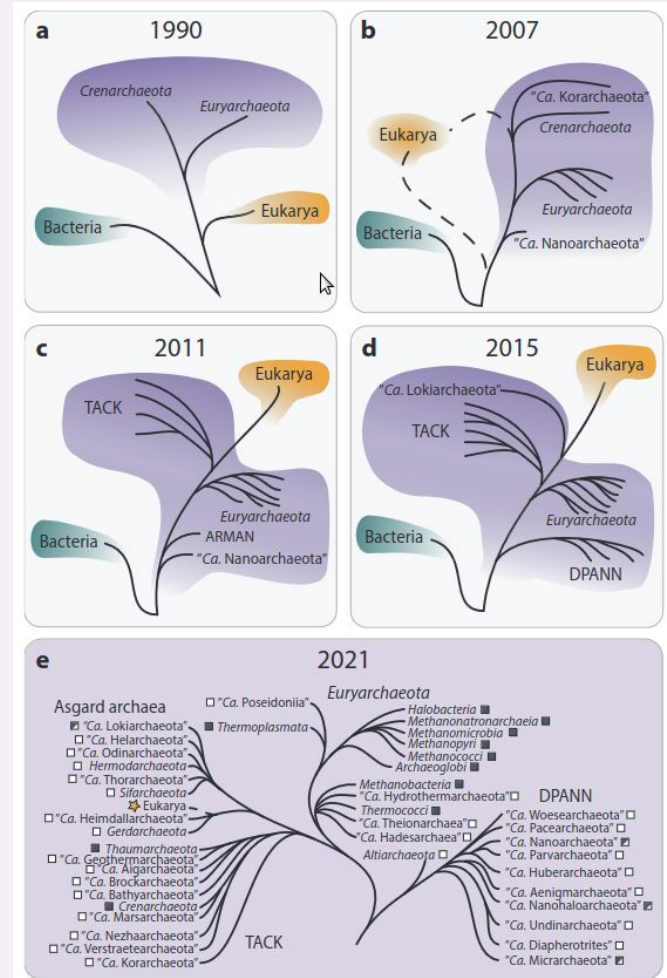 a 1990
Crenarchaeota
Euryarchaeota
Bacteria
Eukarya
b 2007
"Ca. Korarchaeota"
Crenarchaeota
Eukarya
Euryarchaeota
Bacteria
"Ca. Nanoarchaeota"
c 2011
Eukarya
TACK
Euryarchaeota
ARMAN
Bacteria
"Ca. Nanoarchaeota"
d 2015
Eukarya
"Ca. Lokiarchaeota"
TACK
Euryarchaeota
Bacteria
DPANN
e 2021
Asgard archaea
"Ca. Lokiarchaeota"
"Ca. Helarchaeota"
"Ca. Odinarchaeota"
Hermodarchaeota
"Ca. Thorarchaeota"
Sifarchaeota
Eukarya
"Ca. Heimdallarchaeota"
Gerdarchaeota
Thaumarchaeota
"Ca. Geothermarchaeota"
"Ca. Aigarchaeota"
"Ca. Brockarchaeota"
"Ca. Bathyarchaeota"
Crenarchaeota
"Ca. Marsarchaeota"
"Ca. Nezhaarchaeota"
"Ca. Verstraetearchaeota"
"Ca. Korarchaeota"
TACK
Euryarchaeota
"Ca. Poseidoniia"
Thermoplasmata
Halobacteria
Methanonatronarchaeia
Methanomicrobia
Methanopyri
Methanococci
Archaeoglobi
Methanobacteria
"Ca. Hydrothermarchaeota"
Thermococci
"Ca. Theionarchaea"
"Ca. Hadesarchaea"
Altiarchaeota
DPANN
"Ca. Woesearchaeota"
"Ca. Pacearchaeota"
"Ca. Nanoarchaeota"
"Ca. Parvarchaeota"
"Ca. Huberarchaeota"
"Ca. Aenigmarchaeota"
"Ca. Nanohaloarchaeota"
"Ca. Undinarchaeota"
"Ca. Diapherotrites"
"Ca. Micrarchaeota"